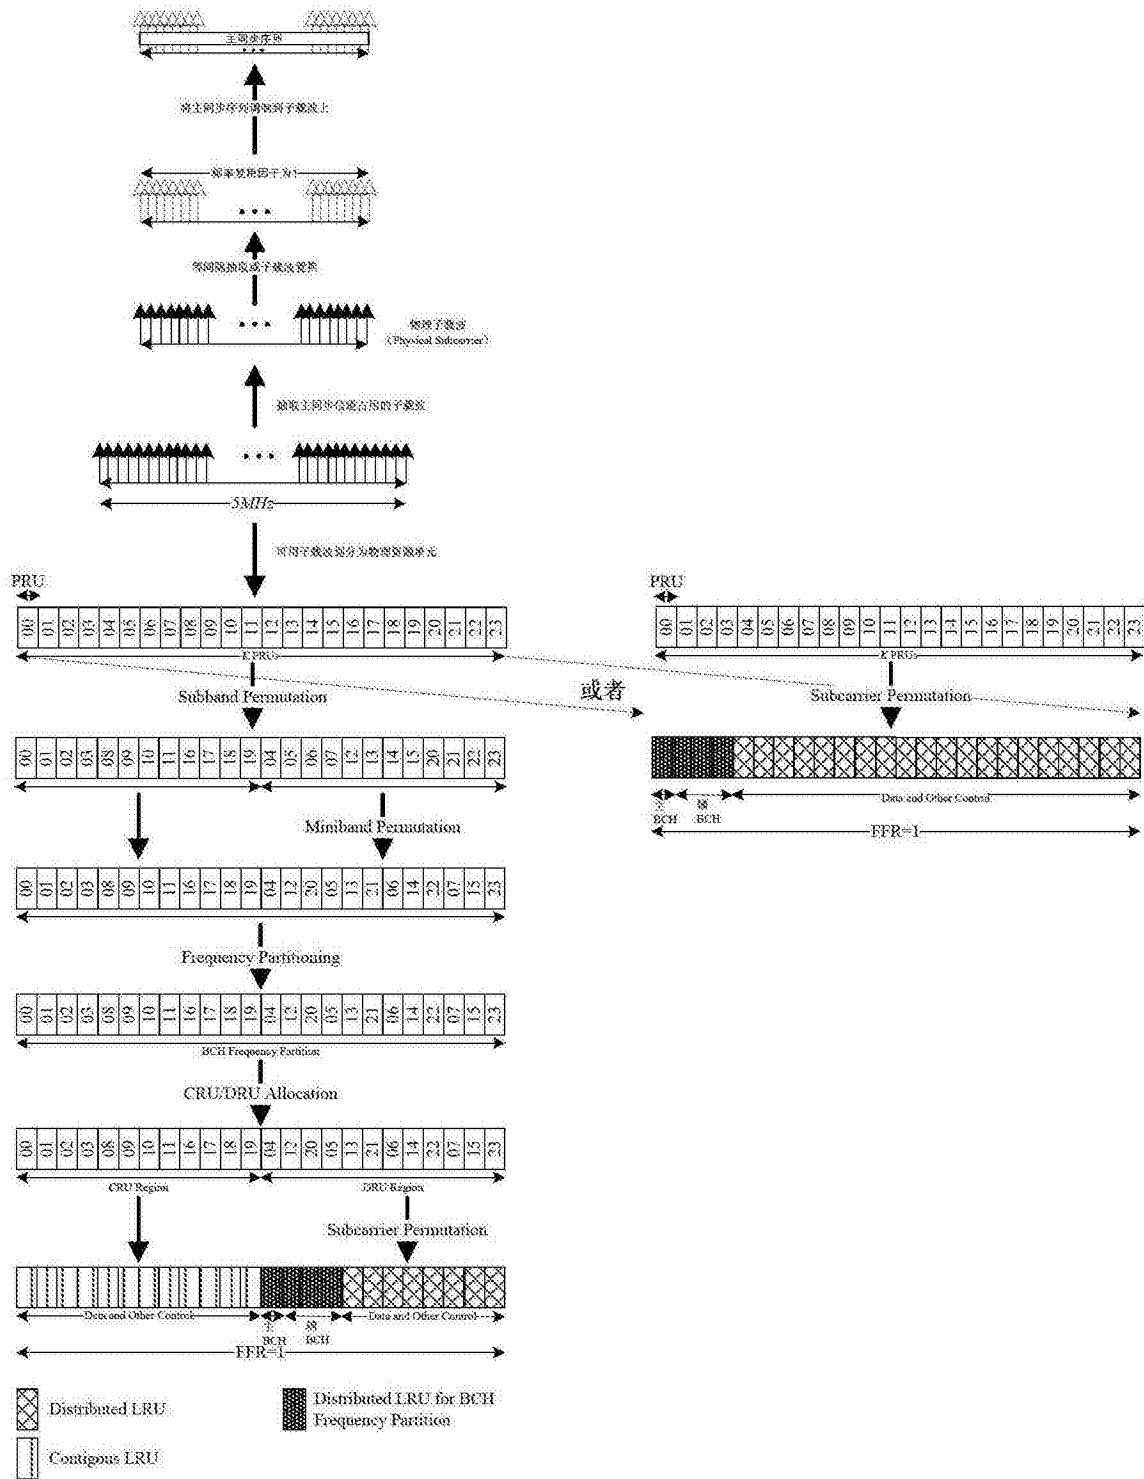 主同步序列
将主同步序列调制到子载波上
频率复用因子为1
等间隔抽取或子载波置换
物理子载波
（Physical Subcarrier）
抽取主同步信道占用的子载波
5MHz
可用子载波划分为物理资源单元
PRU
00 01 02 03 04 05 06 07 08 09 10 11 12 13 14 15 16 17 18 19 20 21 22 23
K PRUs
Subband Permutation
00 01 02 03 08 09 10 11 16 17 18 19 04 05 06 07 12 13 14 15 20 21 22 23
Miniband Permutation
00 01 02 03 08 09 10 11 16 17 18 19 04 12 20 05 13 21 06 14 22 07 15 23
Frequency Partitioning
00 01 02 03 08 09 10 11 16 17 18 19 04 12 20 05 13 21 06 14 22 07 15 23
BCH Frequency Partition
CRU/DRU Allocation
00 01 02 03 08 09 10 11 16 17 18 19 04 12 20 05 13 21 06 14 22 07 15 23
CRU Region DRU Region
Subcarrier Permutation
Data and Other Control 主 辅 Data and Other Control
BCH BCH
FFR=1
或者
PRU
00 01 02 03 04 05 06 07 08 09 10 11 12 13 14 15 16 17 18 19 20 21 22 23
K PRUs
Subcarrier Permutation
主 辅 Data and Other Control
BCH BCH
FFR=1
Distributed LRU
Distributed LRU for BCH
Frequency Partition
Contigous LRU